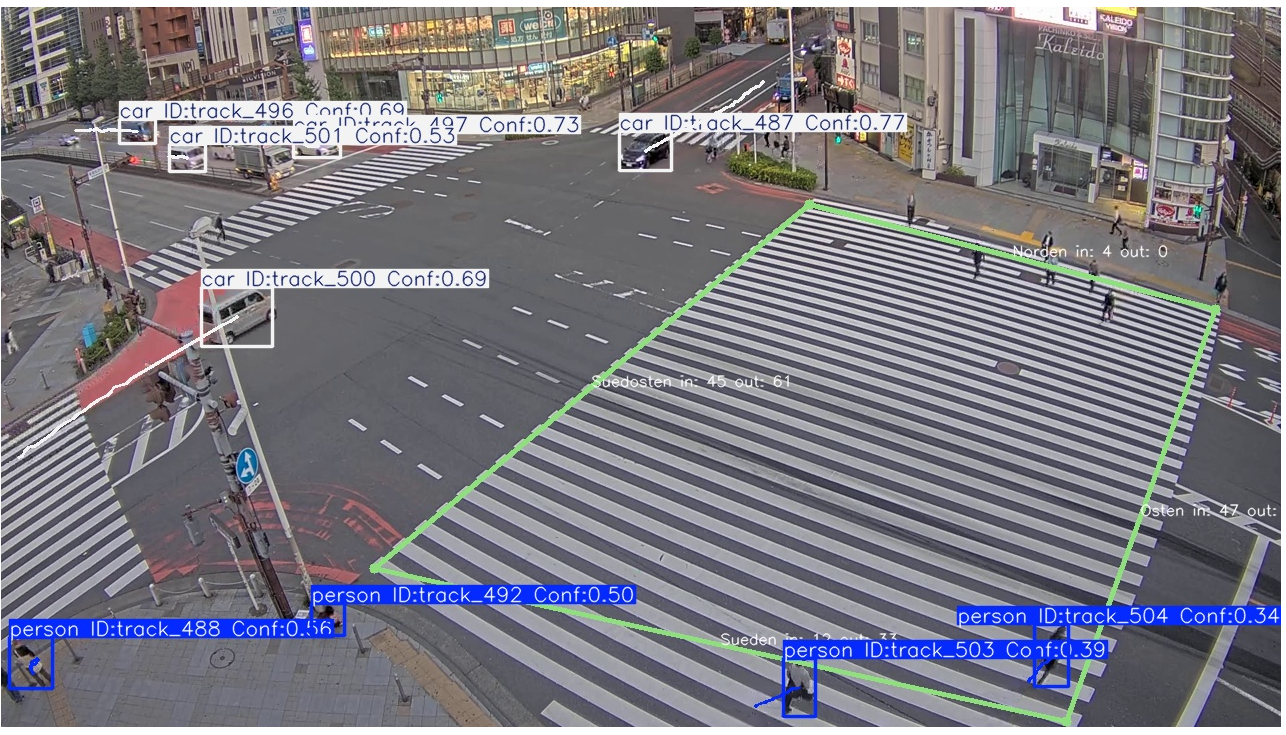 KALEIDO
VISION
Kaleido
car ID:track_496 Conf:0.69
car ID:track_501 Conf:0.53
track_497 Conf:0.73
car ID:track_487 Conf:0.77
Norden in: 4 out: 0
car ID:track_500 Conf:0.69
Suedosten in: 45 out: 61
Osten in: 47 out:
person ID:track_492 Conf:0.50
person ID:track_488 Conf:0.56
person ID:track_504 Conf:0.34
Sueden in: 12 out: 33
person ID:track_503 Conf:0.39